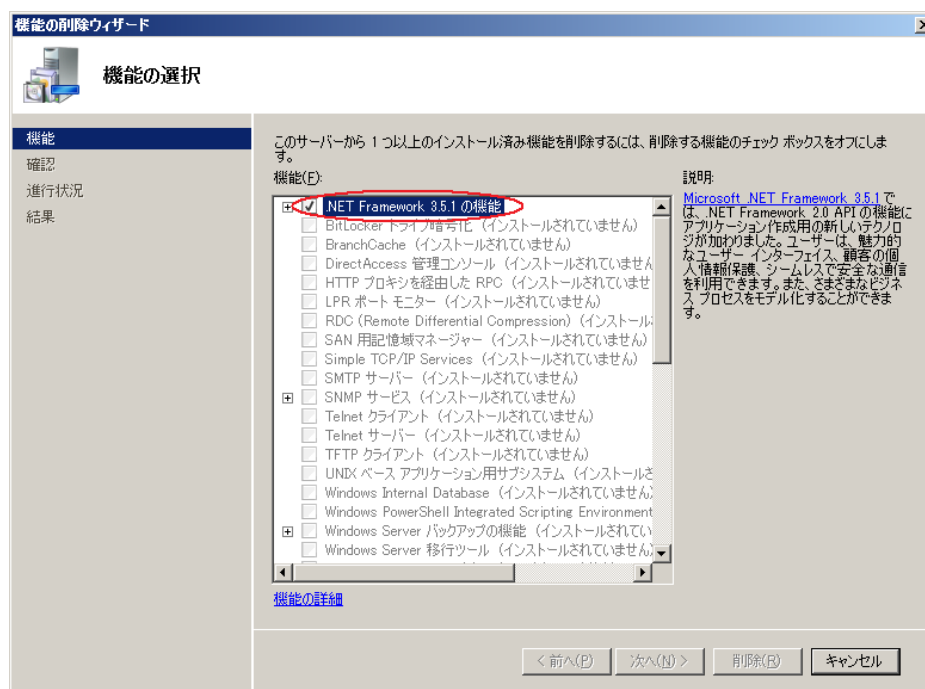 機能の削除ウィザード
機能の選択
機能
確認
進行状況
結果
このサーバーから 1 つ以上のインストール済み機能を削除するには、削除する機能のチェック ボックスをオフにしま
す。
機能(F):
.NET Framework 3.5.1 の機能
BitLocker ドライブ暗号化 (インストールされていません)
BranchCache (インストールされていません)
DirectAccess 管理コンソール (インストールされていません
HTTP プロキシを経由した RPC (インストールされていませ
LPR ポート モニター (インストールされていません)
RDC (Remote Differential Compression) (インストール
SAN 用記憶域マネージャー (インストールされていません)
Simple TCP/IP Services (インストールされていません)
SMTP サーバー (インストールされていません)
SNMP サービス (インストールされていません)
Telnet クライアント (インストールされていません)
Telnet サーバー (インストールされていません)
TFTP クライアント (インストールされていません)
UNIX ベース アプリケーション用サブシステム (インストールさ
Windows Internal Database (インストールされていません)
Windows PowerShell Integrated Scripting Environment
Windows Server バックアップの機能 (インストールされてい
Windows Server 移行ツール (インストールされていません)
機能の詳細
説明:
Microsoft .NET Framework 3.5.1 で
は、.NET Framework 2.0 API の機能に
アプリケーション作成用の新しいテクノロ
ジが加わりました。ユーザーは、魅力的
なユーザー インターフェイス、顧客の個
人情報保護、シームレスで安全な通信
を利用できます。また、さまざまなビジネ
ス プロセスをモデル化することができま
す。
< 前へ(P)
次へ(N) >
削除(R)
キャンセル